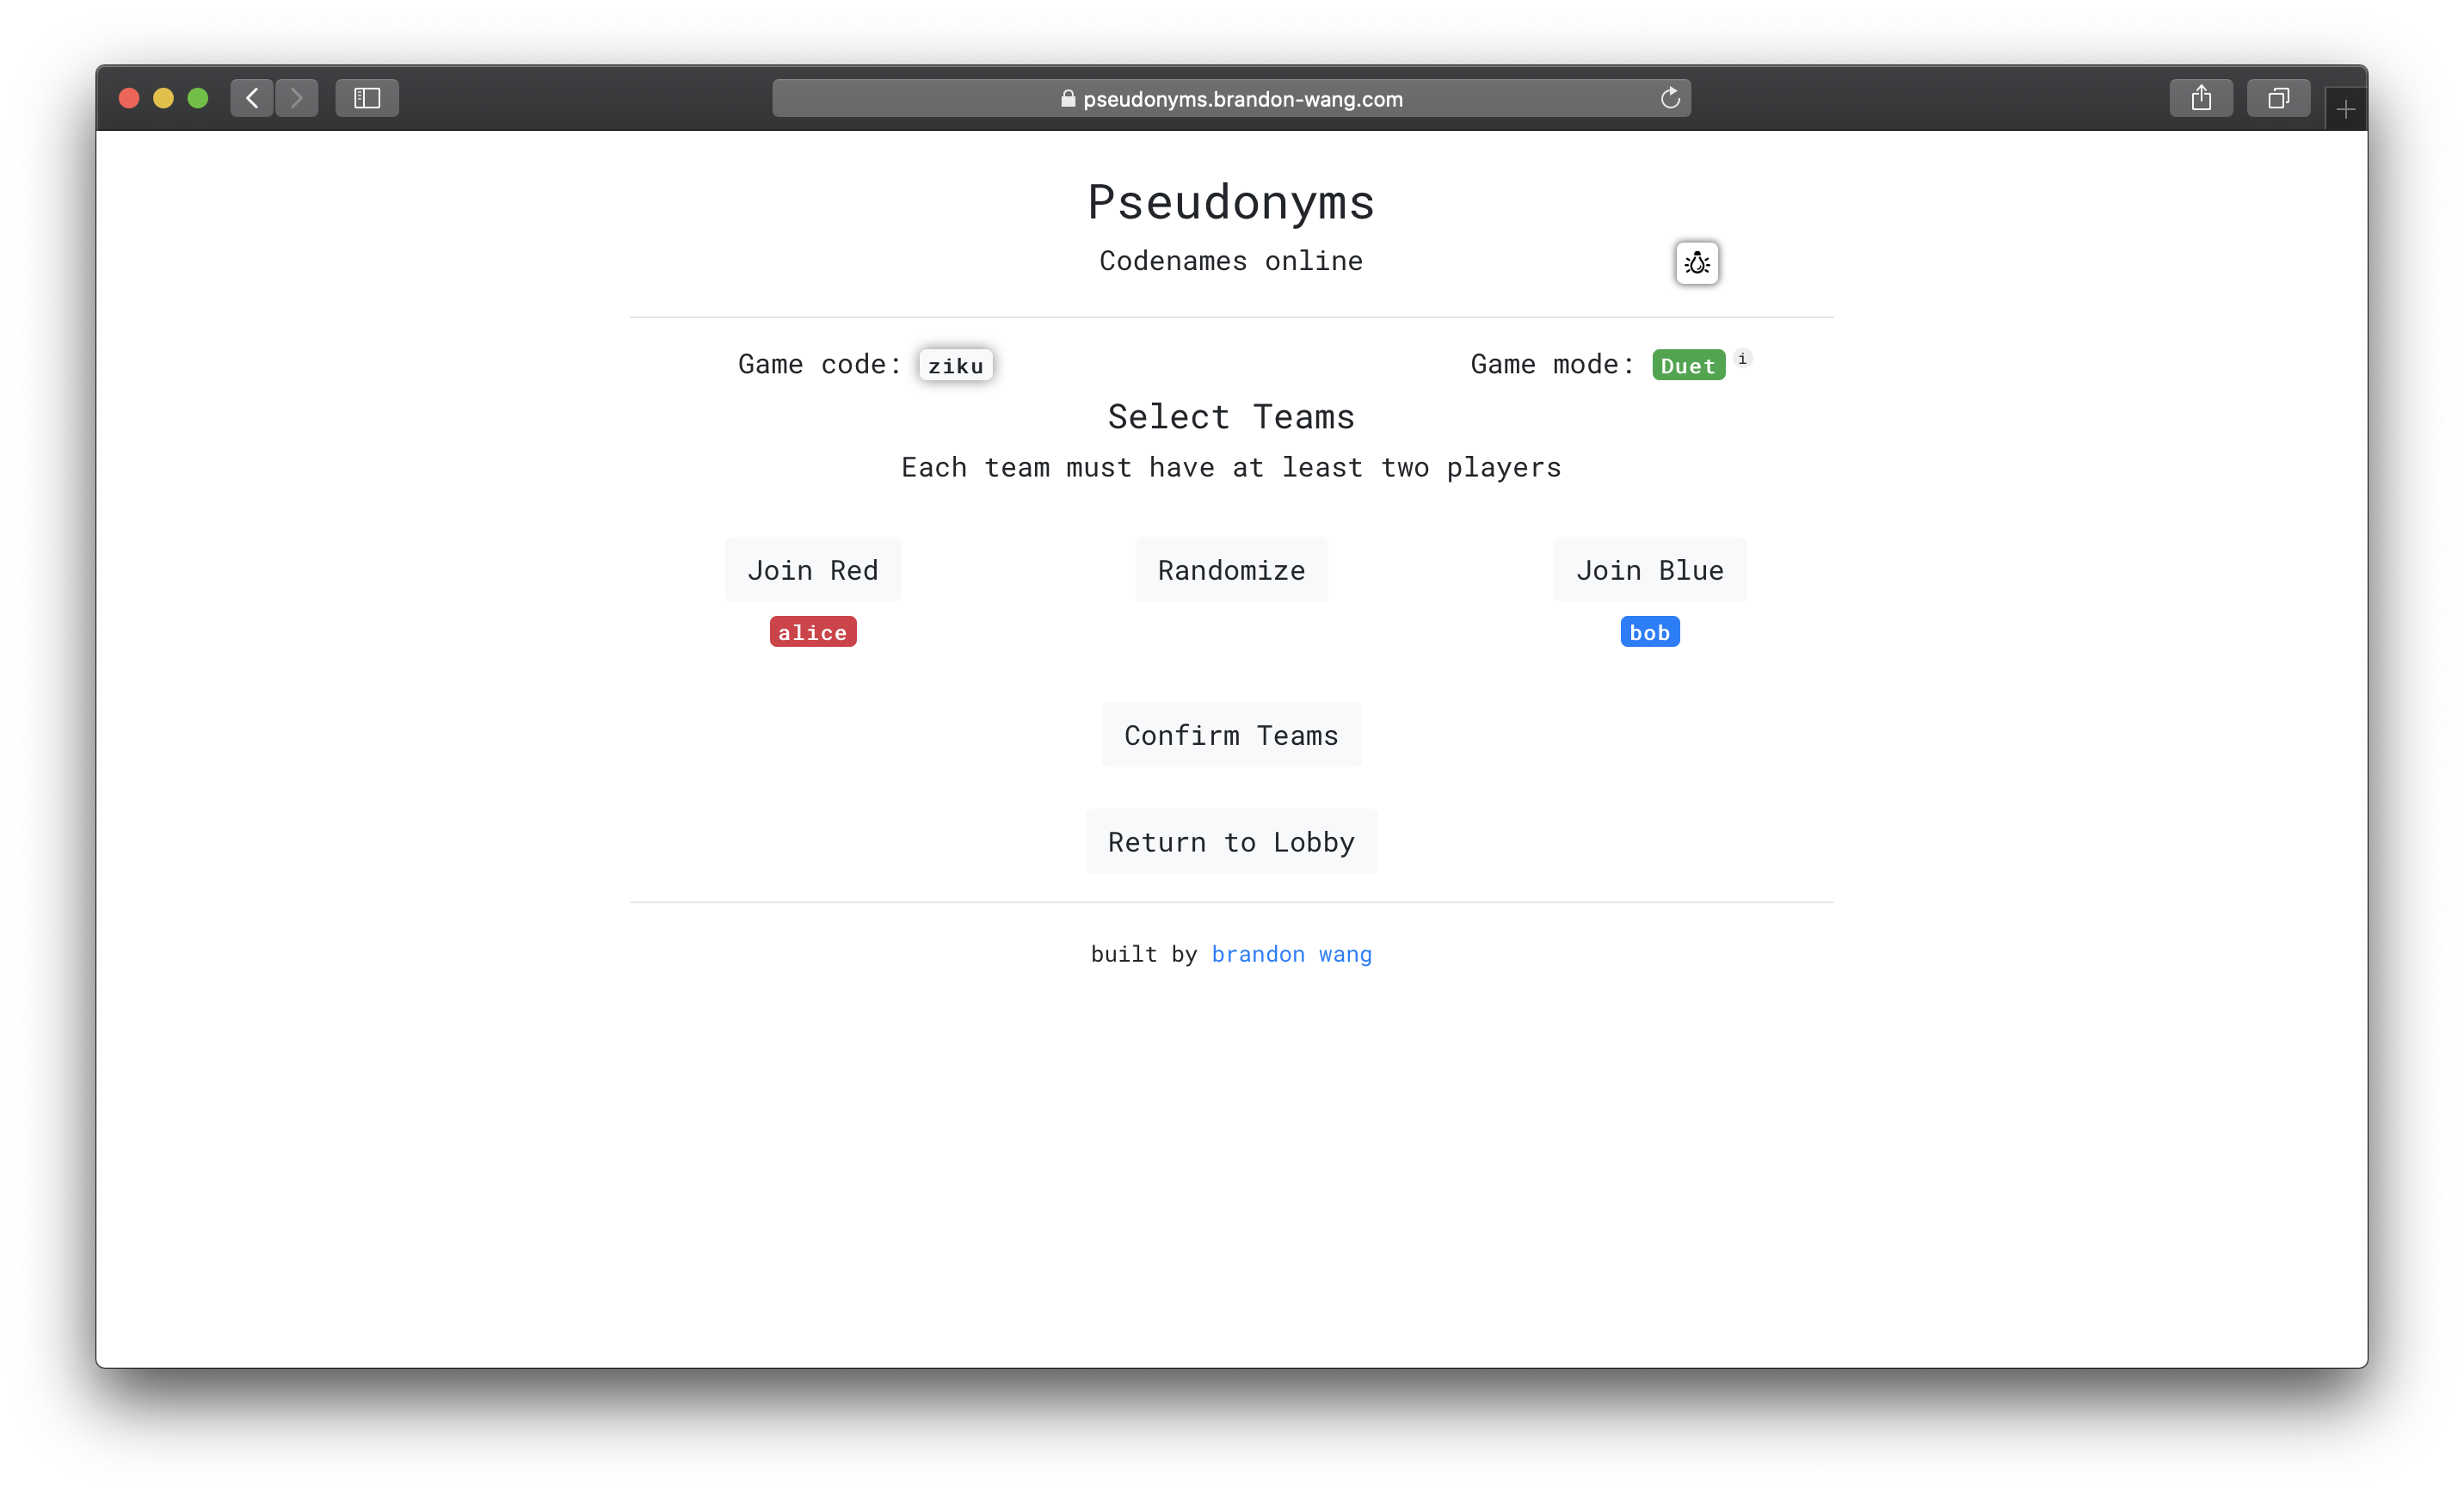 pseudonyms.brandon-wang.com
Pseudonyms
Codenames online
Game code: ziku
Game mode: Duet i
Select Teams
Each team must have at least two players
Join Red
Randomize
Join Blue
alice
bob
Confirm Teams
Return to Lobby
built by brandon wang